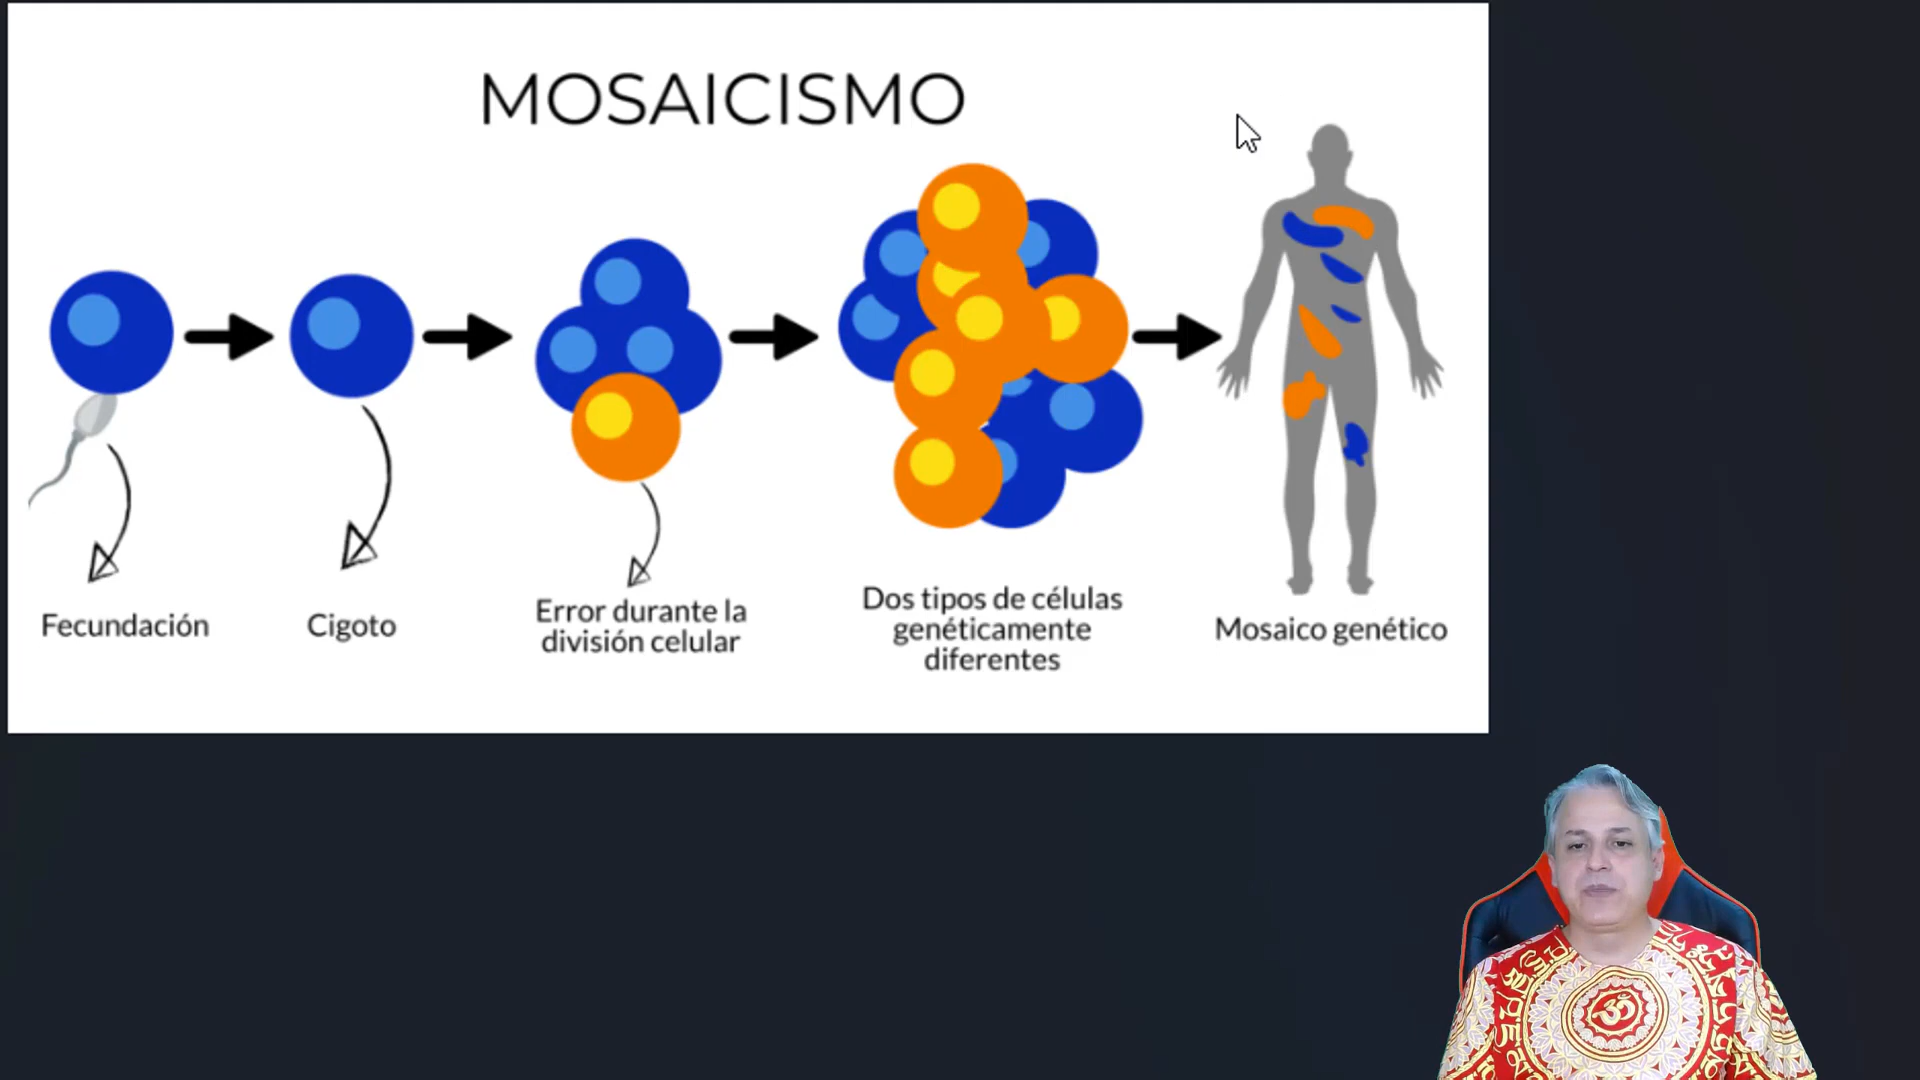 MOSAICISMO
Fecundación
Cigoto
Error durante la
división celular
Dos tipos de células
genéticamente
diferentes
Mosaico genético
ॐ